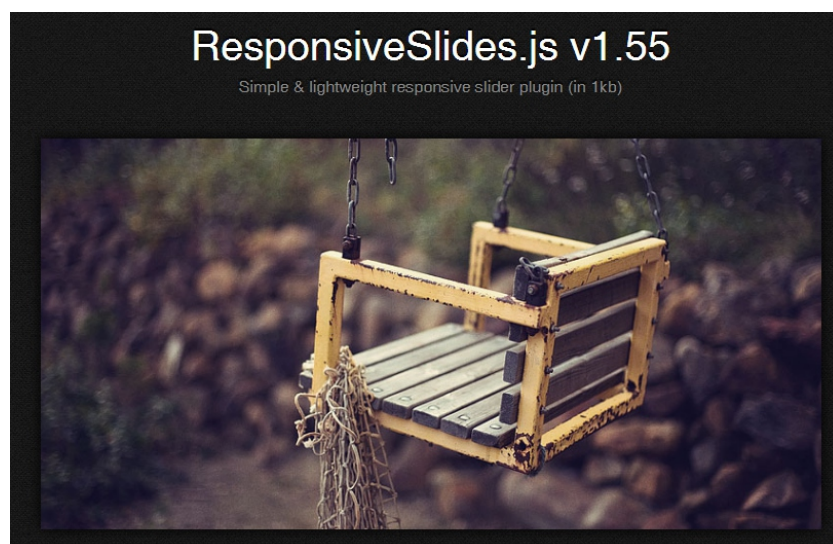 ResponsiveSlides.js v1.55
Simple & lightweight responsive slider plugin (in 1kb)